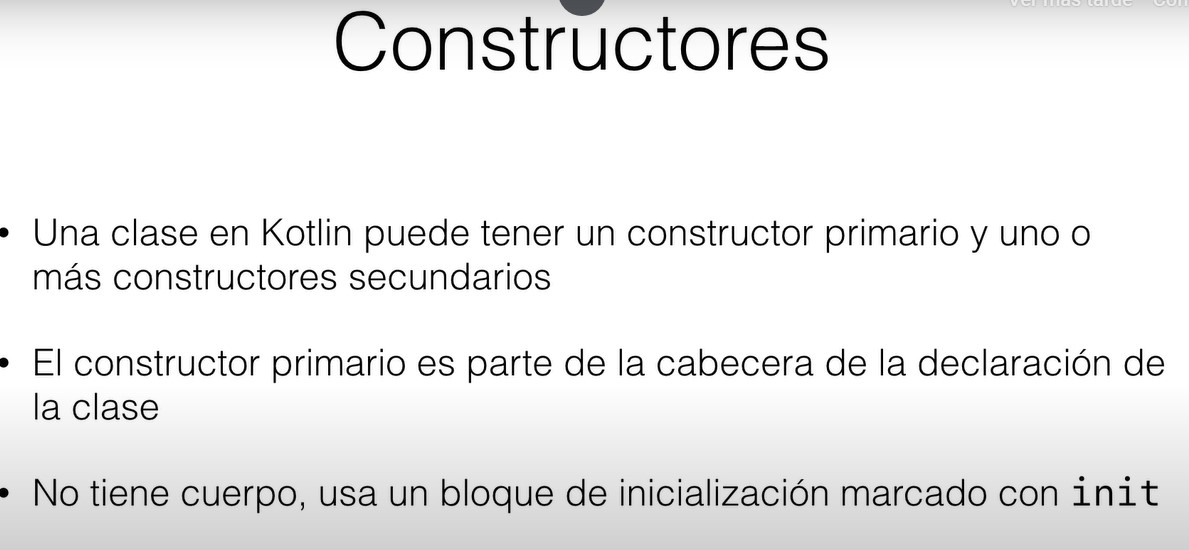 Ver más tarde
Constructores
• Una clase en Kotlin puede tener un constructor primario y uno o
más constructores secundarios
• El constructor primario es parte de la cabecera de la declaración de
la clase
• No tiene cuerpo, usa un bloque de inicialización marcado con init